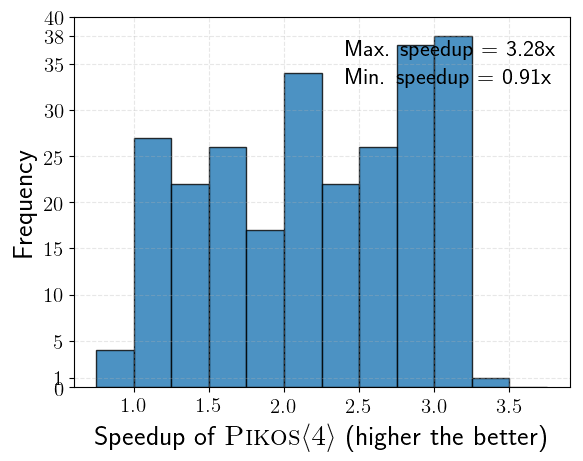 40
38
35
30
25
20
15
10
5
1
0
Frequency
Max. speedup = 3.28x
Min. speedup = 0.91x
1.0 1.5 2.0 2.5 3.0 3.5
Speedup of PIKOS⟨4⟩ (higher the better)